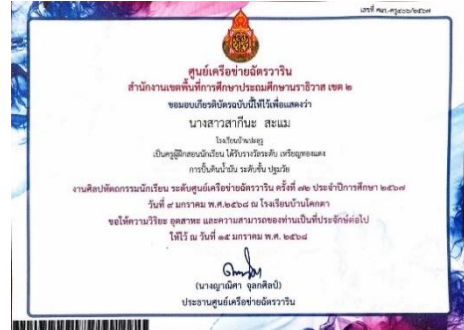 เลขที่ ศฉว.-ครู๔๐๖/๒๕๖๗
ศูนย์เครือข่ายฉัตรวาริน
สำนักงานเขตพื้นที่การศึกษาประถมศึกษานราธิวาส เขต ๒
ขอมอบเกียรติบัตรฉบับนี้ให้ไว้เพื่อแสดงว่า
นางสาวสากีนะ สะแม
โรงเรียนบ้านปะลุรู
เป็นครูผู้ฝึกสอนนักเรียน ได้รับรางวัลระดับ เหรียญทองแดง
การปั้นดินน้ำมัน ระดับชั้น ปฐมวัย
งานศิลปหัตถกรรมนักเรียน ระดับศูนย์เครือข่ายฉัตรวาริน ครั้งที่ ๗๒ ประจำปีการศึกษา ๒๕๖๗
วันที่ ๙ มกราคม พ.ศ.๒๕๖๘ ณ โรงเรียนบ้านโคกตา
ขอให้ความวิริยะ อุตสาหะ และความสามารถของท่านเป็นที่ประจักษ์ต่อไป
ให้ไว้ ณ วันที่ ๑๕ มกราคม พ.ศ. ๒๕๖๘
(นางญาณิศา จุลกศิลป์)
ประธานศูนย์เครือข่ายฉัตรวาริน